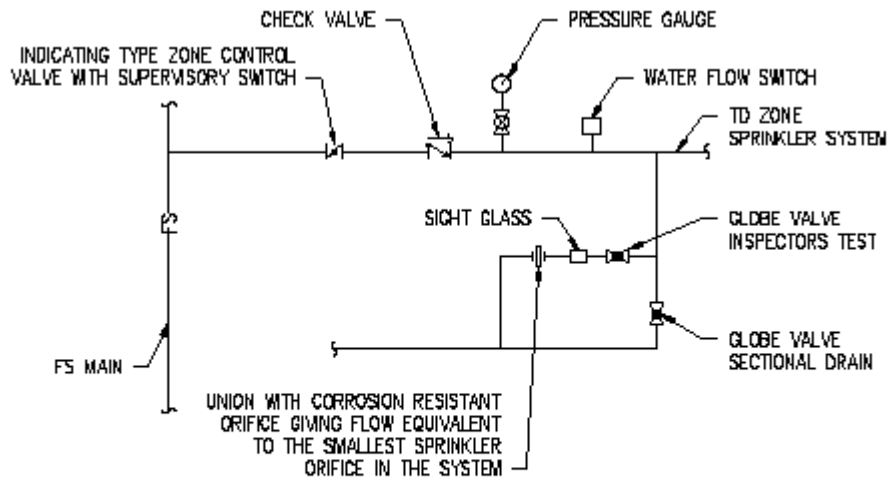 CHECK VALVE
PRESSURE GAUGE
INDICATING TYPE ZONE CONTROL
VALVE WITH SUPERVISORY SWITCH
WATER FLOW SWITCH
TO ZONE
SPRINKLER SYSTEM
FS
SIGHT GLASS
GLOBE VALVE
INSPECTORS TEST
FS MAIN
GLOBE VALVE
SECTIONAL DRAIN
UNION WITH CORROSION RESISTANT
ORIFICE GIVING FLOW EQUIVALENT
TO THE SMALLEST SPRINKLER
ORIFICE IN THE SYSTEM